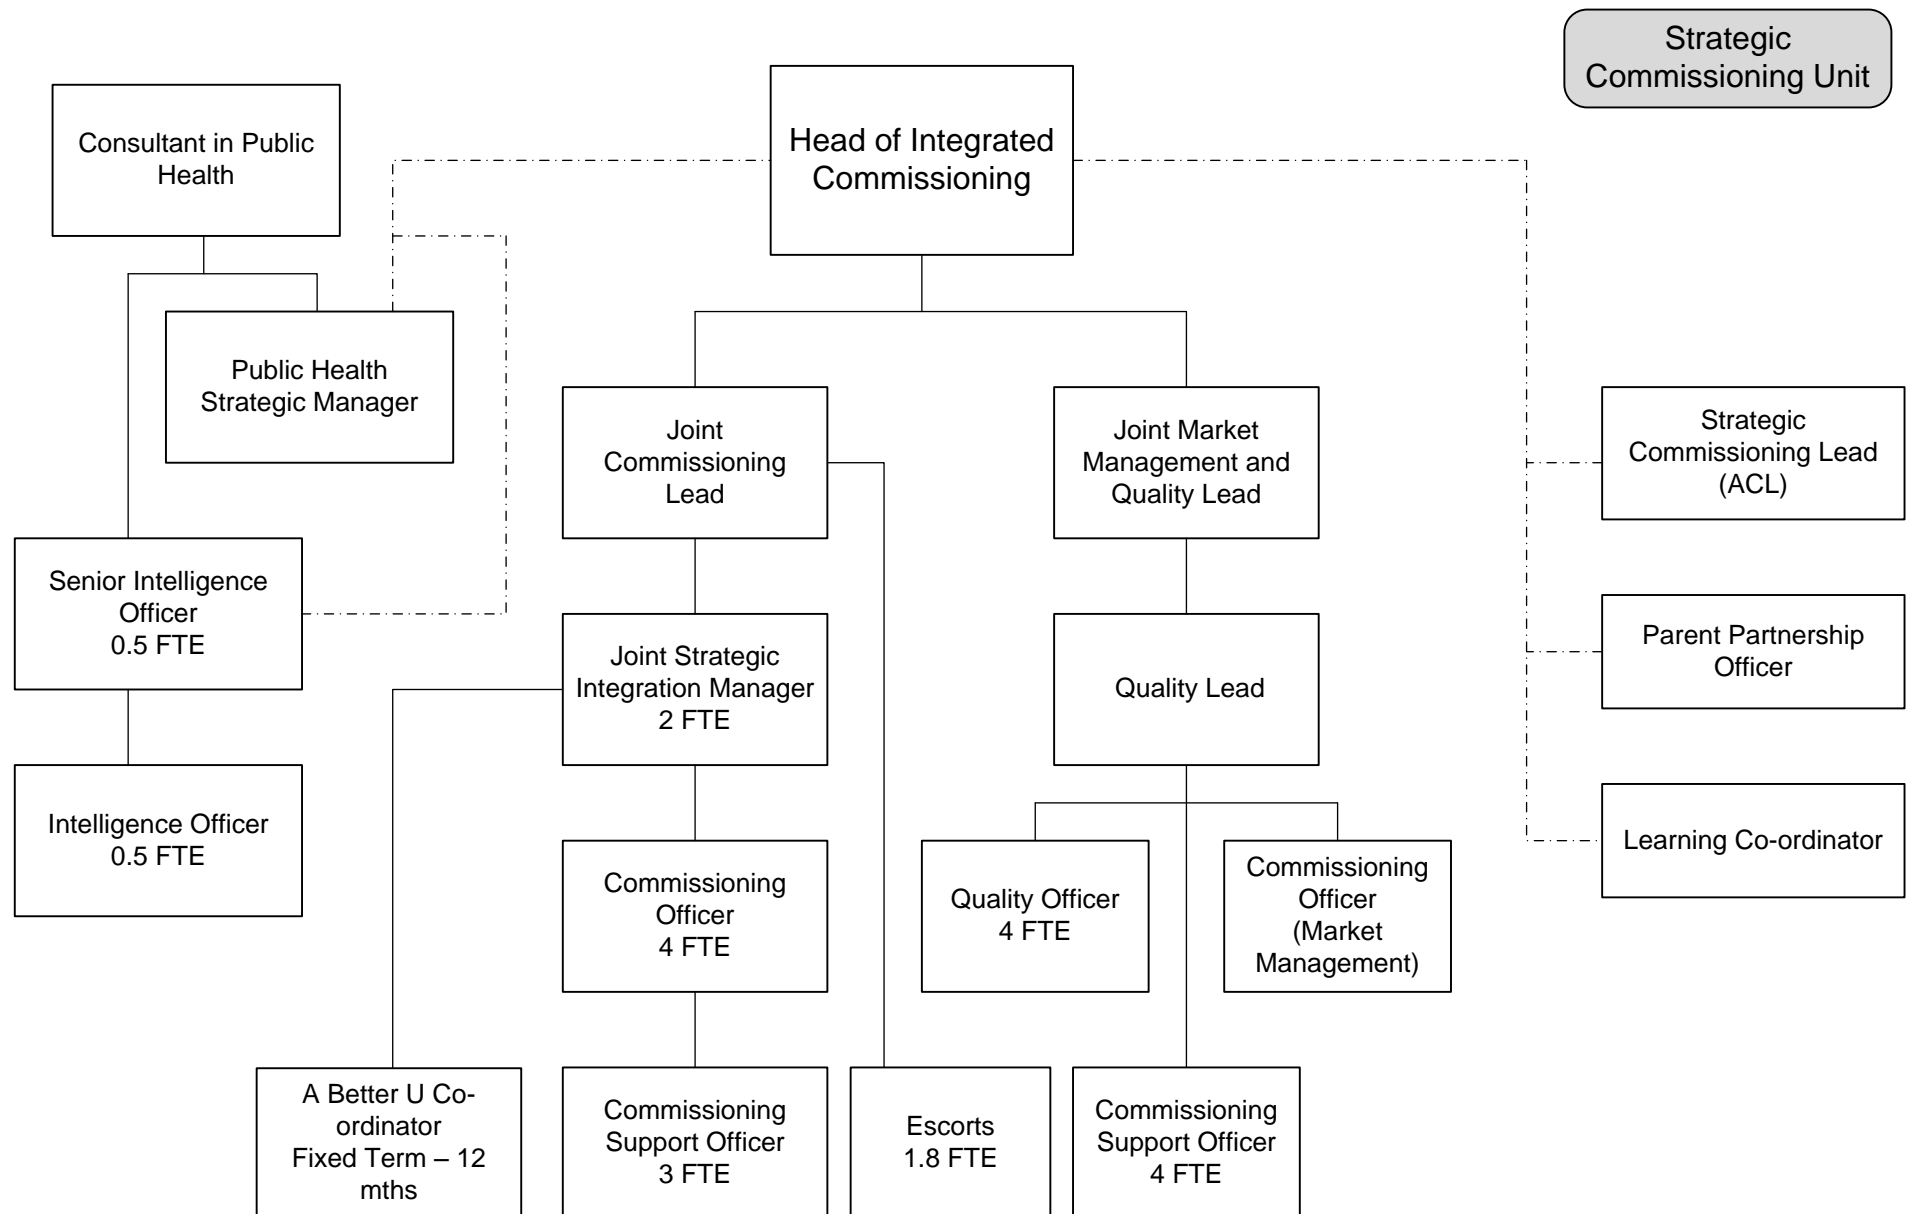 Strategic
Commissioning Unit
Head of Integrated
Commissioning
Consultant in Public
Health
Public Health
Strategic Manager
Joint
Commissioning
Lead
Joint Market
Management and
Quality Lead
Strategic
Commissioning Lead
(ACL)
Senior Intelligence
Officer
0.5 FTE
Joint Strategic
Integration Manager
2 FTE
Quality Lead
Parent Partnership
Officer
Intelligence Officer
0.5 FTE
Commissioning
Officer
4 FTE
Quality Officer
4 FTE
Commissioning
Officer
(Market
Management)
Learning Co-ordinator
A Better U Co-
ordinator
Fixed Term – 12
mths
Commissioning
Support Officer
3 FTE
Escorts
1.8 FTE
Commissioning
Support Officer
4 FTE